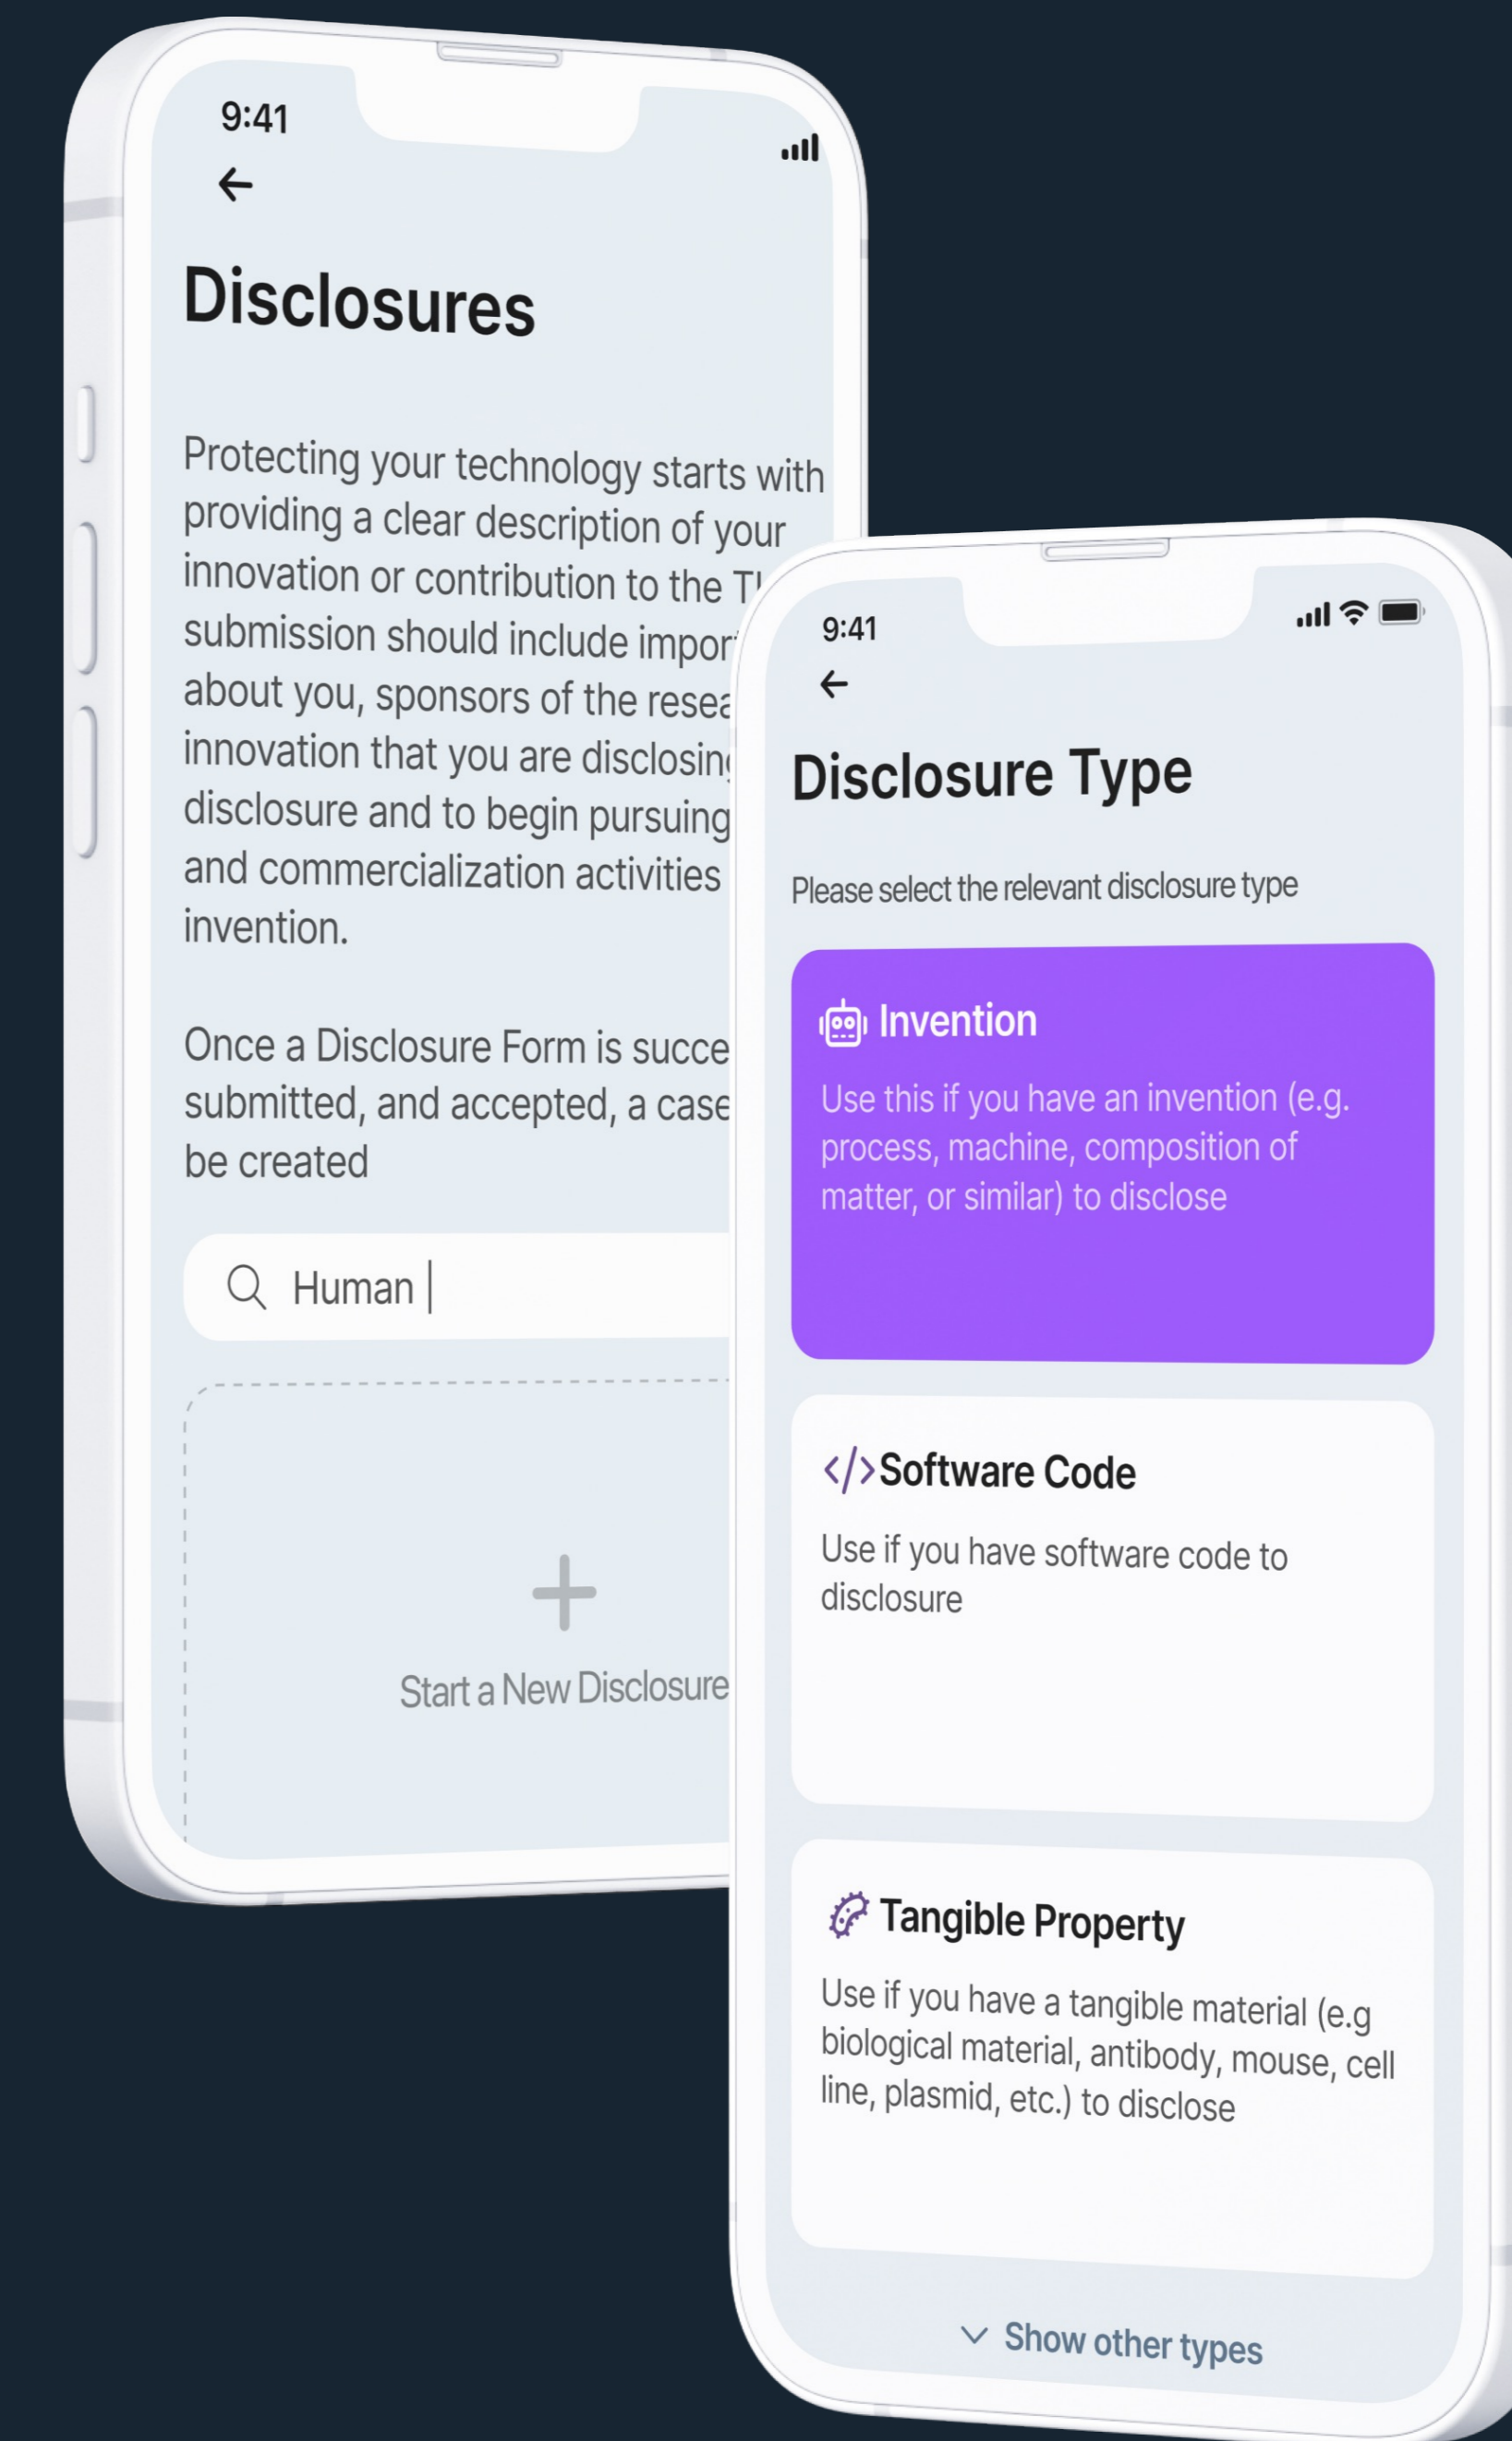 9:41
Disclosures
Protecting your technology starts with
providing a clear description of your
innovation or contribution to the
submission should include
about you, sponsors of the
innovation that you are
disclosure and to begin pursuing
and commercialization activities
invention.
Once a Disclosure Form is
submitted, and accepted, a case
be created
Human
Start a New Disclosure
9:41
Disclosure Type
Please select the relevant disclosure type
Invention
Use this if you have an invention (e.g.
process, machine, composition of
matter, or similar) to disclose
</> Software Code
Use if you have software code to
disclosure
Tangible Property
Use if you have a tangible material (e.g
biological material, antibody, mouse, cell
line, plasmid, etc.) to disclose
Show other types